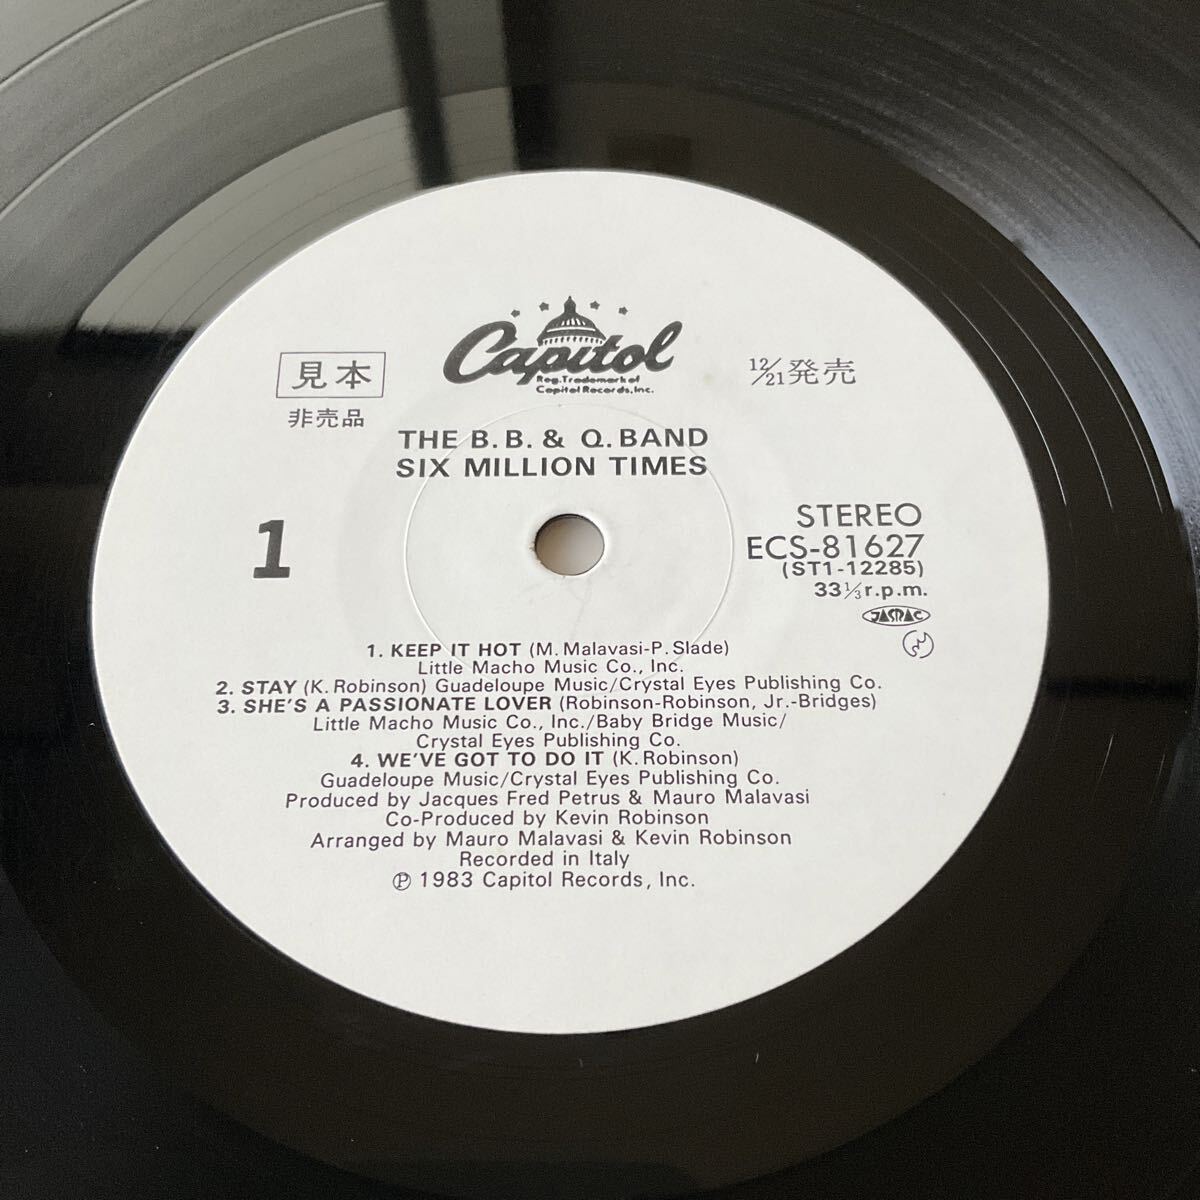 Capitol
Reg. Trademark of
Capitol Records, Inc.
見本
非売品
12/21発売
THE B.B. & Q. BAND
SIX MILLION TIMES
1
STEREO
ECS-81627
(ST1-12285)
33 1/3 r.p.m.
JASRAC
1. KEEP IT HOT (M. Malavasi-P. Slade)
Little Macho Music Co., Inc.
2. STAY (K. Robinson) Guadeloupe Music/Crystal Eyes Publishing Co.
3. SHE'S A PASSIONATE LOVER (Robinson-Robinson, Jr.-Bridges)
Little Macho Music Co., Inc./Baby Bridge Music/
Crystal Eyes Publishing Co.
4. WE'VE GOT TO DO IT (K. Robinson)
Guadeloupe Music/Crystal Eyes Publishing Co.
Produced by Jacques Fred Petrus & Mauro Malavasi
Co-Produced by Kevin Robinson
Arranged by Mauro Malavasi & Kevin Robinson
Recorded in Italy
℗ 1983 Capitol Records, Inc.